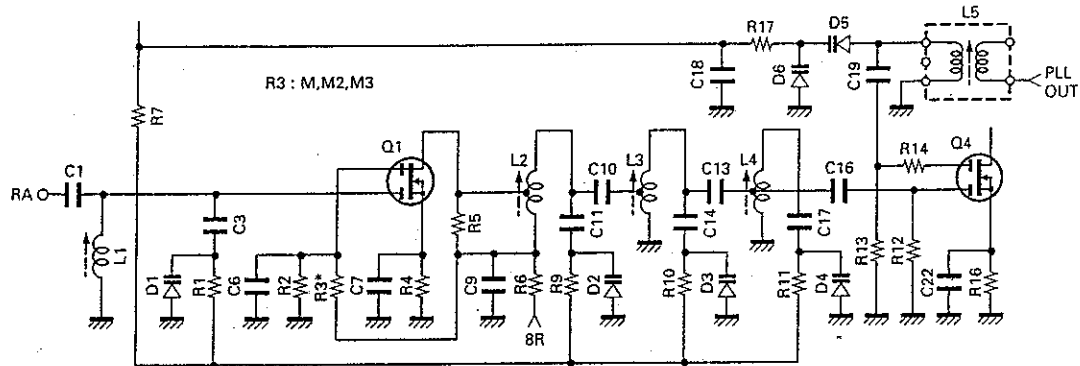 L5
D5
R17
C18
D6
C19
PLL
OUT
R3 : M,M2,M3
R7
Q1
Q4
R14
C1
RA
L1
C3
D1
R1
C6
R2
R3*
C7
R4
R5
C9
L2
R6
8R
C10
C11
R9
D2
L3
C13
C14
R10
D3
L4
C16
C17
R11
D4
R13
R12
C22
R16